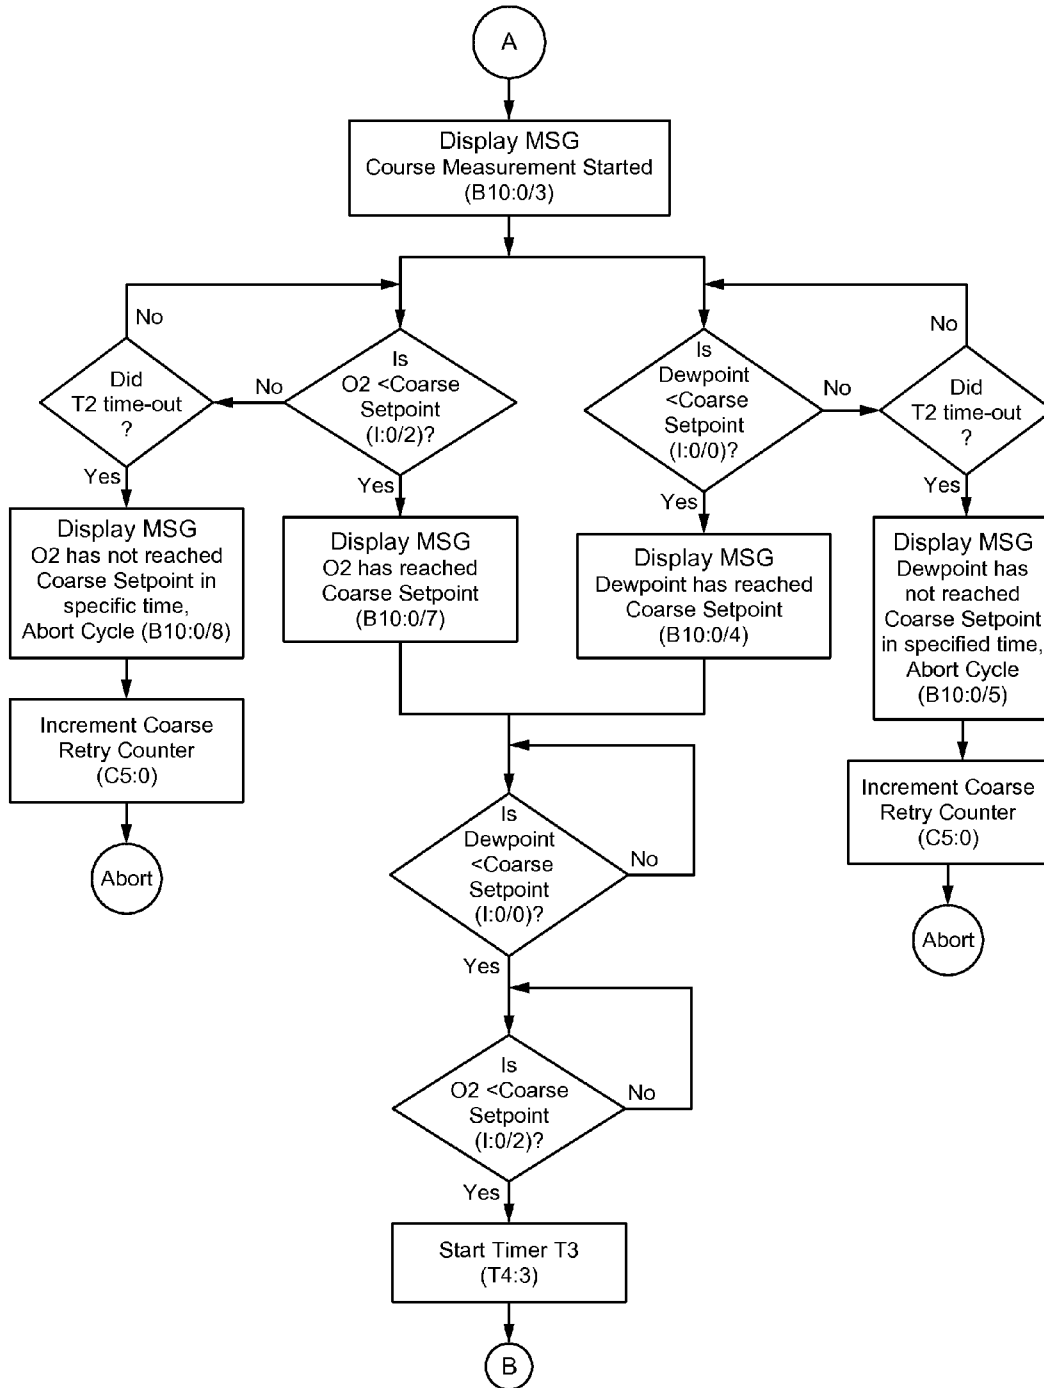 A
Display MSG
Course Measurement Started
(B10:0/3)
No
Did
T2 time-out
?
Yes
No
Is
O2 <Coarse
Setpoint
(I:0/2)?
Yes
Is
Dewpoint
<Coarse
Setpoint
(I:0/0)?
No
Yes
No
Did
T2 time-out
?
Yes
Display MSG
O2 has not reached
Coarse Setpoint in
specific time,
Abort Cycle (B10:0/8)
Display MSG
O2 has reached
Coarse Setpoint
(B10:0/7)
Display MSG
Dewpoint has reached
Coarse Setpoint
(B10:0/4)
Display MSG
Dewpoint has
not reached
Coarse Setpoint
in specified time,
Abort Cycle
(B10:0/5)
Increment Coarse
Retry Counter
(C5:0)
Abort
Increment Coarse
Retry Counter
(C5:0)
Abort
Is
Dewpoint
<Coarse
Setpoint
(I:0/0)?
No
Yes
Is
O2 <Coarse
Setpoint
(I:0/2)?
No
Yes
Start Timer T3
(T4:3)
B